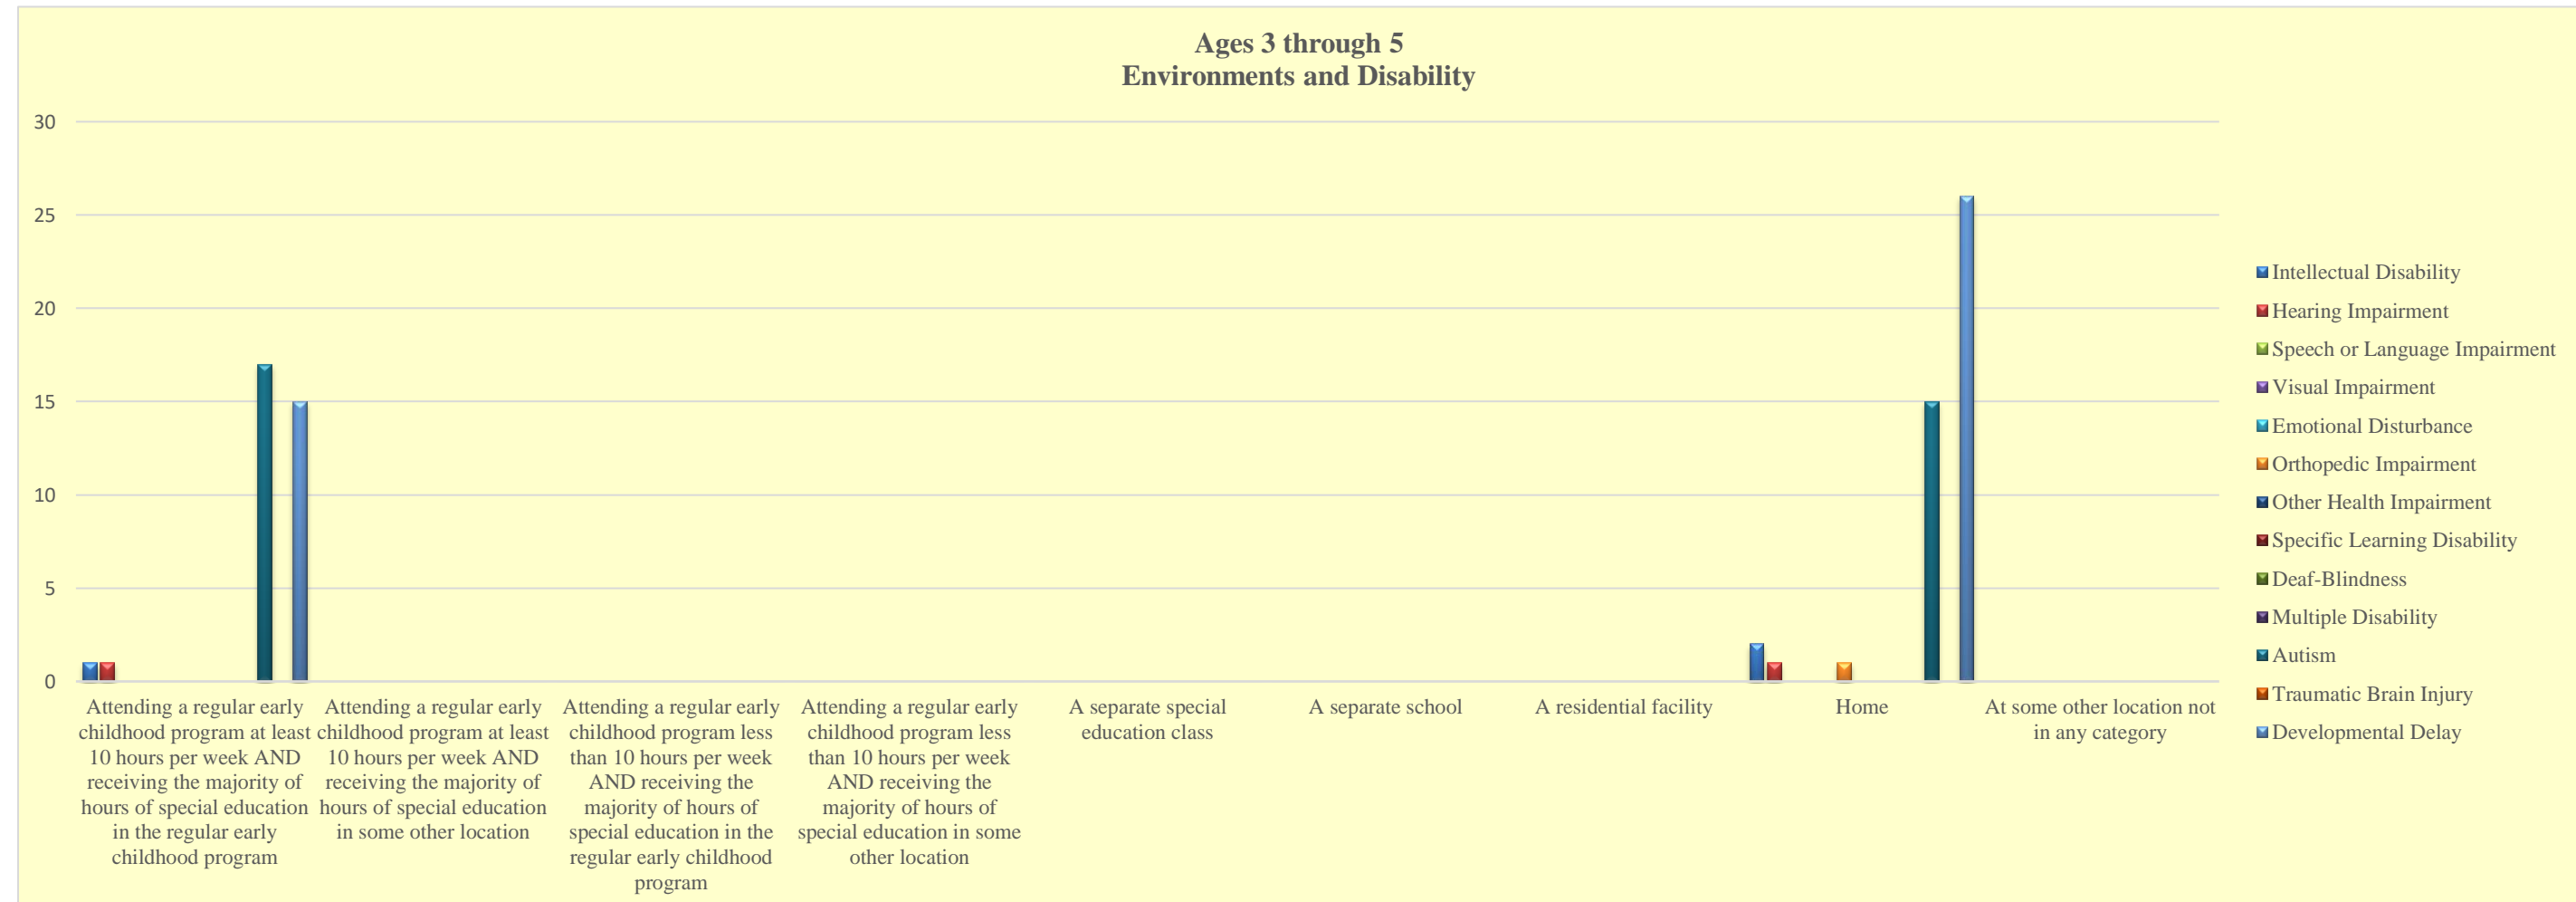 Ages 3 through 5
Environments and Disability
30
25
20
15
10
5
0
Attending a regular early
childhood program at least
10 hours per week AND
receiving the majority of
hours of special education
in the regular early
childhood program
Attending a regular early
childhood program at least
10 hours per week AND
receiving the majority of
hours of special education
in some other location
Attending a regular early
childhood program less
than 10 hours per week
AND receiving the
majority of hours of
special education in the
regular early childhood
program
Attending a regular early
childhood program less
than 10 hours per week
AND receiving the
majority of hours of
special education in some
other location
A separate special
education class
A separate school
A residential facility
Home
At some other location not
in any category
Intellectual Disability
Hearing Impairment
Speech or Language Impairment
Visual Impairment
Emotional Disturbance
Orthopedic Impairment
Other Health Impairment
Specific Learning Disability
Deaf-Blindness
Multiple Disability
Autism
Traumatic Brain Injury
Developmental Delay